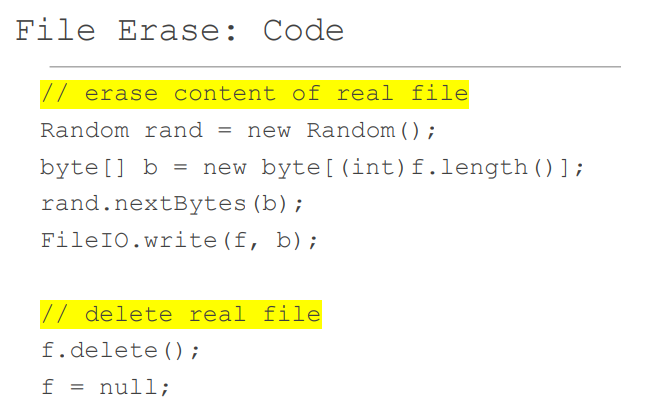 File Erase: Code
// erase content of real file
Random rand = new Random();
byte[] b = new byte[(int)f.length()];
rand.nextBytes(b);
FileIO.write(f, b);
// delete real file
f.delete();
f = null;